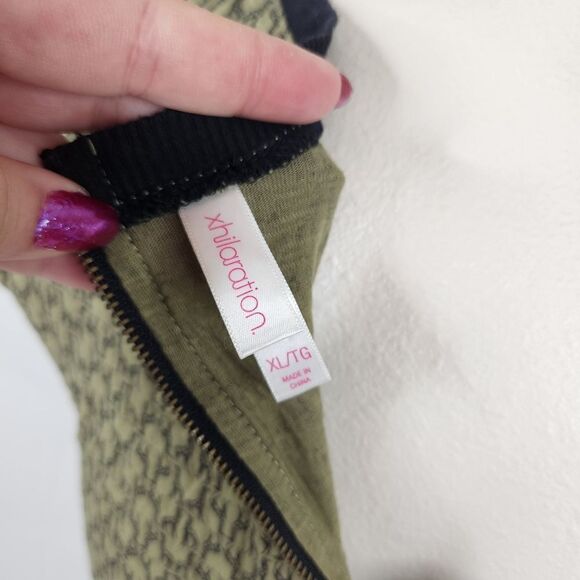 xhilaration.
XL/TG
MADE IN
CHINA